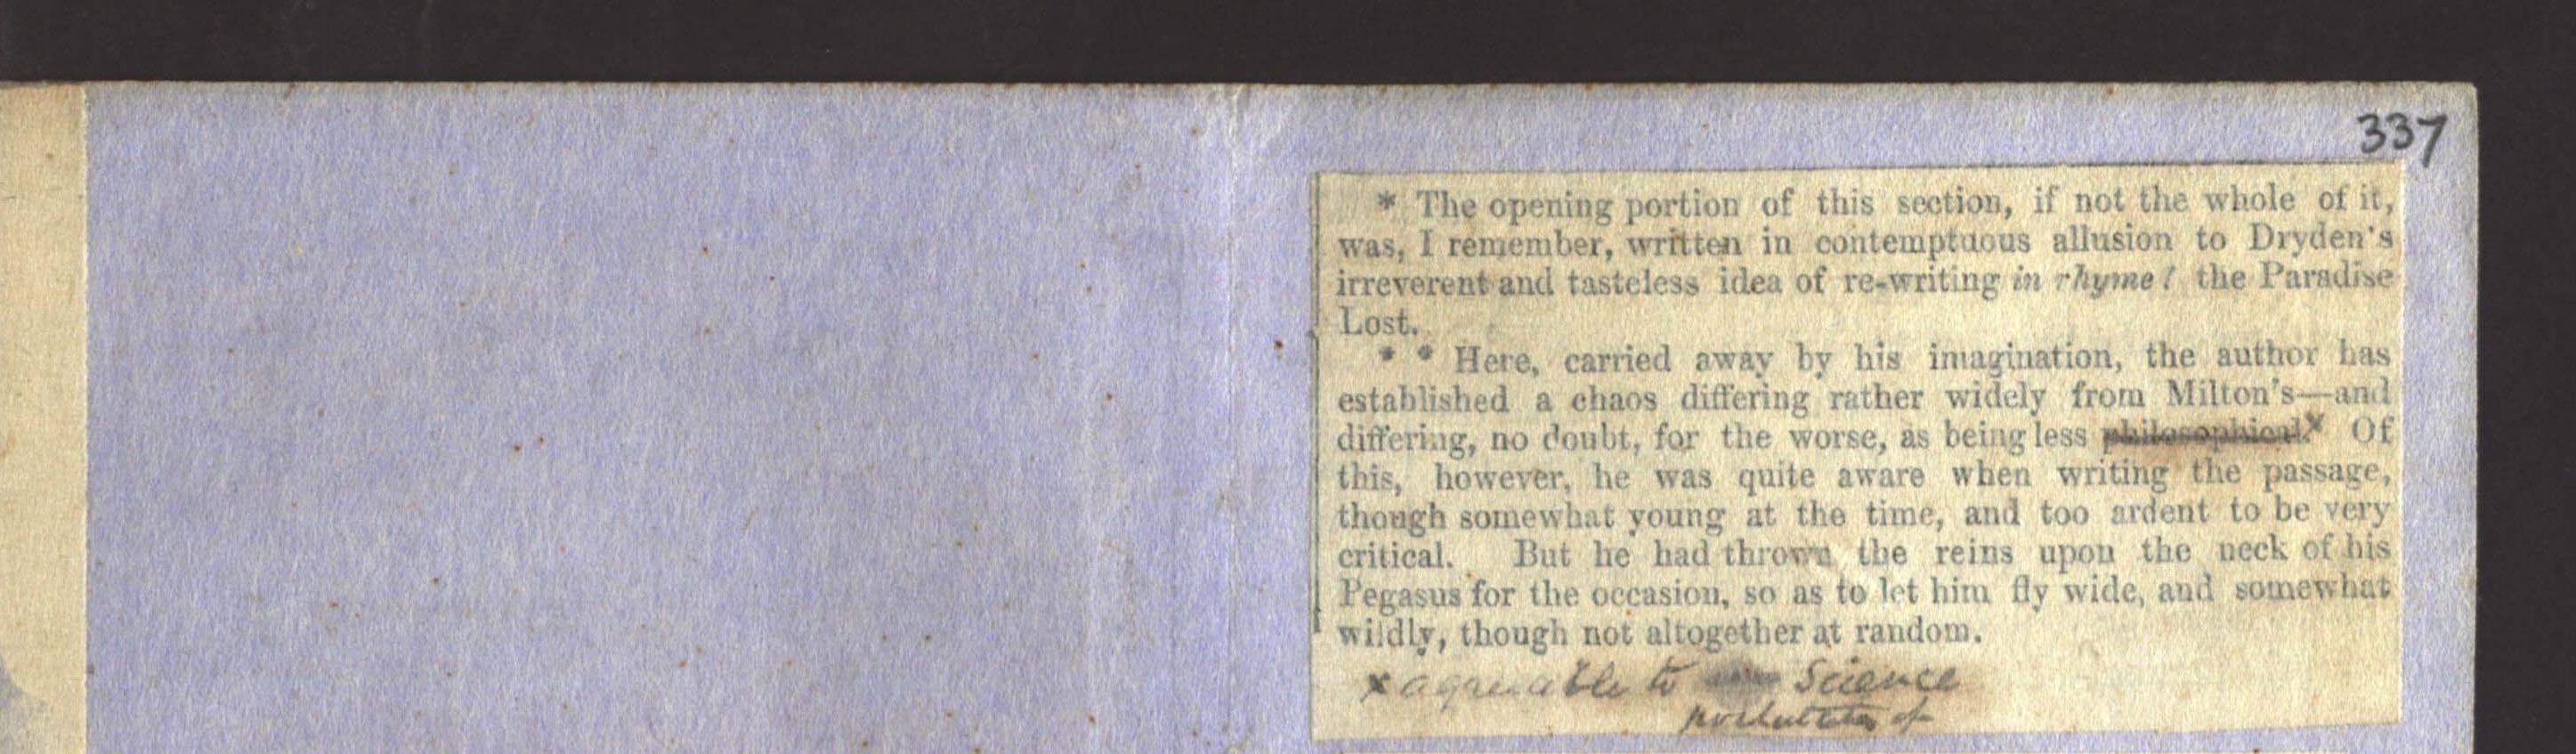 337
* The opening portion of this section, if not the whole of it,
was, I remember, written in contemptuous allusion to Dryden's
irreverent and tasteless idea of re-writing in rhyme! the Paradise
Lost.
* * Here, carried away by his imagination, the author has
established a chaos differing rather widely from Milton's—and
differing, no doubt, for the worse, as being less philosophical.x Of
this, however, he was quite aware when writing the passage,
though somewhat young at the time, and too ardent to be very
critical. But he had thrown the reins upon the neck of his
Pegasus for the occasion, so as to let him fly wide, and somewhat
wildly, though not altogether at random.
x agreeable to Science
of